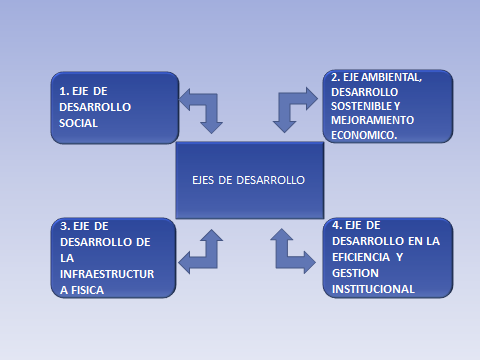 1. EJE DE
DESARROLLO
SOCIAL
2. EJE AMBIENTAL,
DESARROLLO
SOSTENIBLE Y
MEJORAMIENTO
ECONOMICO.
EJES DE DESARROLLO
3. EJE DE
DESARROLLO DE
LA
INFRAESTRUCTUR
A FISICA
4. EJE DE
DESARROLLO EN LA
EFICIENCIA Y
GESTION
INSTITUCIONAL